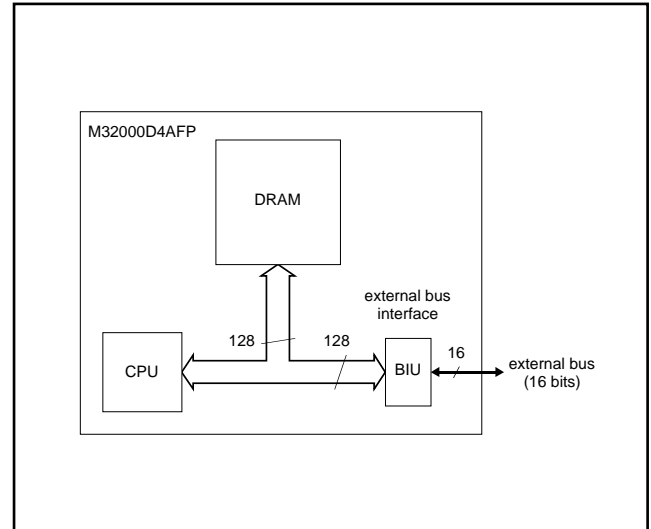 M32000D4AFP
DRAM
external bus
interface
128
128
16
CPU
BIU
external bus
(16 bits)